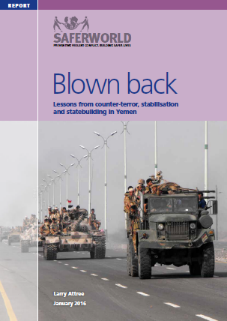 REPORT
SAFERWORLD
PREVENTING VIOLENT CONFLICT. BUILDING SAFER LIVES
Blown back
Lessons from counter-terror, stabilisation
and statebuilding in Yemen
Larry Attree
January 2016